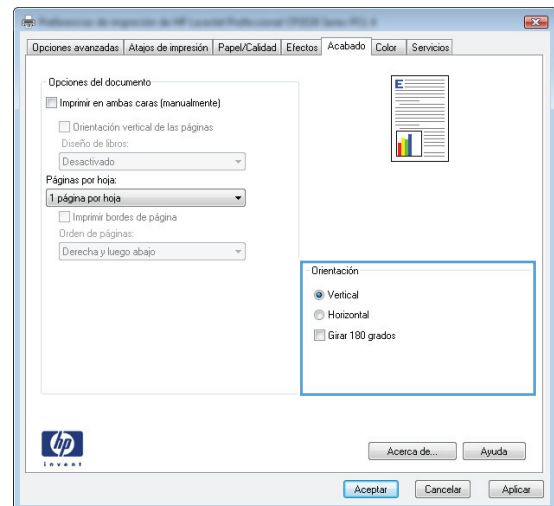 Opciones avanzadas Atajos de impresión Papel/Calidad Efectos Acabado Color Servicios
Opciones del documento
Imprimir en ambas caras (manualmente)
Orientación vertical de las páginas
Diseño de libros:
Desactivado
Páginas por hoja:
1 página por hoja
Imprimir bordes de página
Orden de páginas:
Derecha y luego abajo
E
Orientación
Vertical
Horizontal
Girar 180 grados
hp
invent
Acerca de... Ayuda
Aceptar Cancelar Aplicar